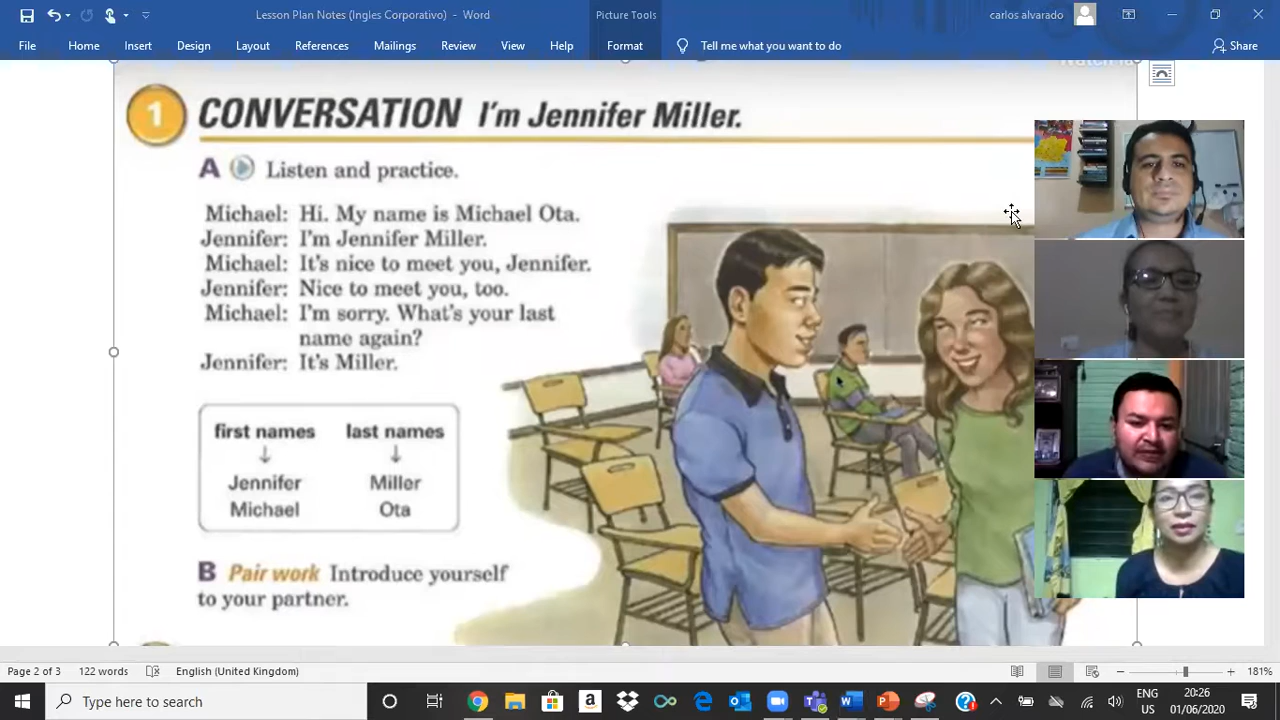 Lesson Plan Notes (Ingles Corporativo) - Word
Picture Tools
carlos alvarado
File Home Insert Design Layout References Mailings Review View Help Format Tell me what you want to do Share
1 CONVERSATION I'm Jennifer Miller.
A Listen and practice.
Michael: Hi. My name is Michael Ota.
Jennifer: I'm Jennifer Miller.
Michael: It's nice to meet you, Jennifer.
Jennifer: Nice to meet you, too.
Michael: I'm sorry. What's your last
name again?
Jennifer: It's Miller.
first names last names
Jennifer Miller
Michael Ota
B Pair work Introduce yourself
to your partner.
Page 2 of 3 122 words English (United Kingdom) 181%
Type here to search
ENG 20:26
US 01/06/2020